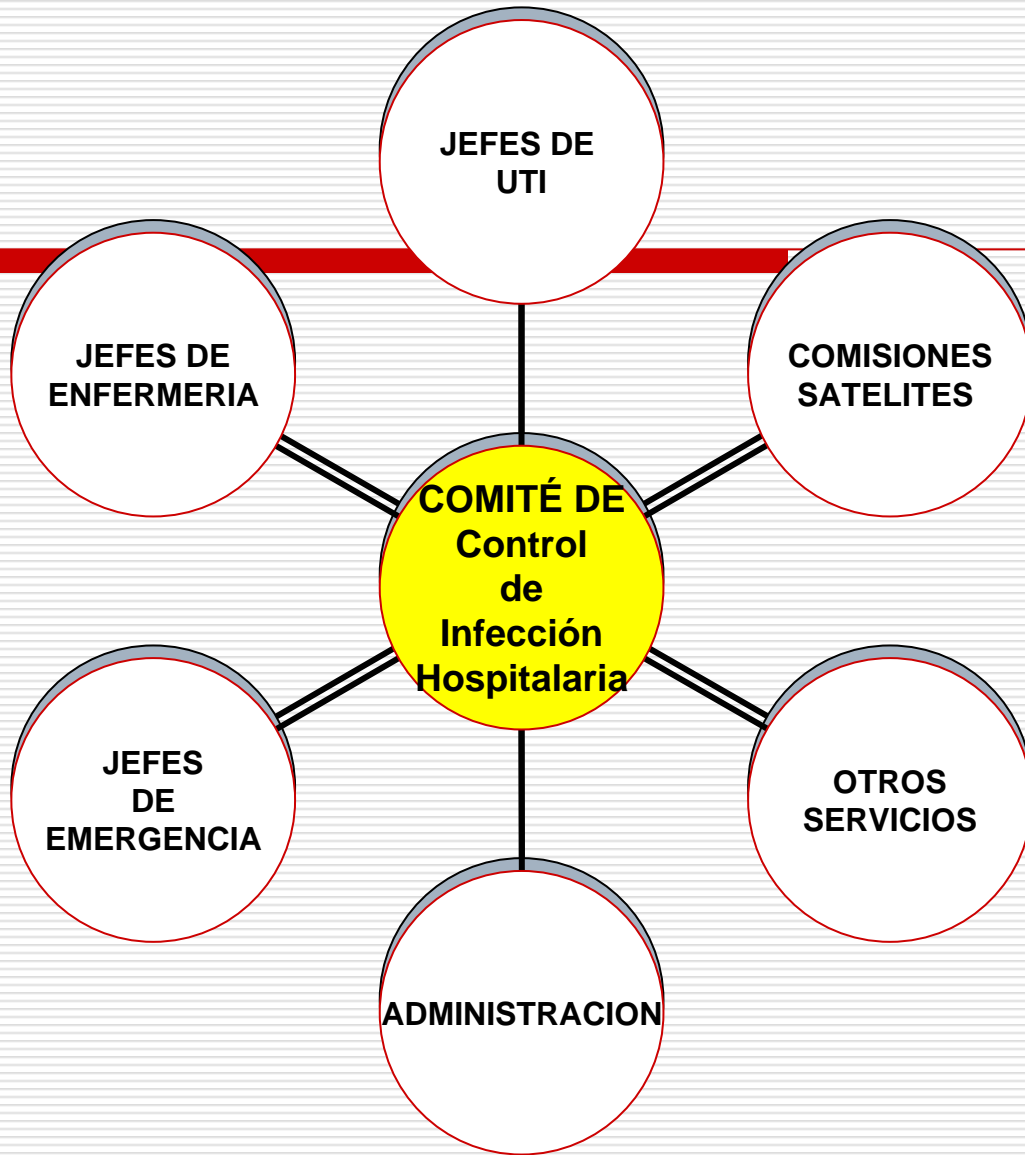 JEFES DE
UTI
JEFES DE
ENFERMERIA
COMISIONES
SATELITES
COMITÉ DE
Control
de
Infección
Hospitalaria
JEFES
DE
EMERGENCIA
OTROS
SERVICIOS
ADMINISTRACION